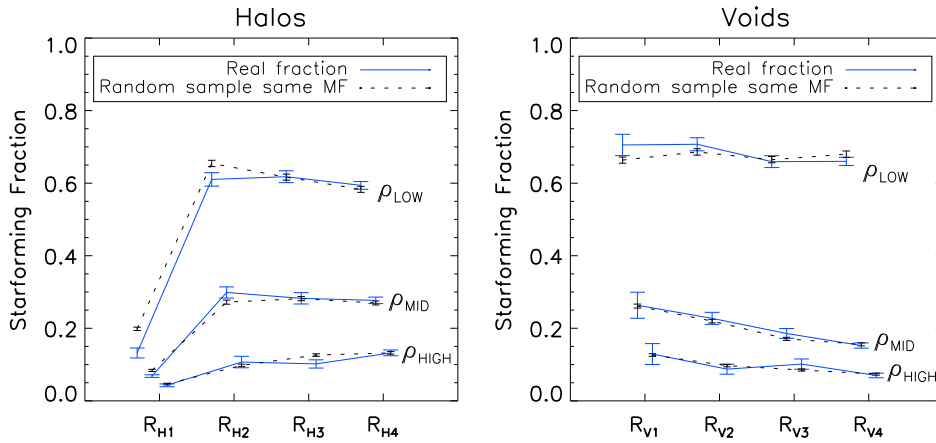 Halos
Starforming Fraction
1.0
0.8
0.6
0.4
0.2
0.0
Real fraction
Random sample same MF
ρLOW
ρMID
ρHIGH
RH1 RH2 RH3 RH4
Voids
Starforming Fraction
1.0
0.8
0.6
0.4
0.2
0.0
Real fraction
Random sample same MF
ρLOW
ρMID
ρHIGH
RV1 RV2 RV3 RV4